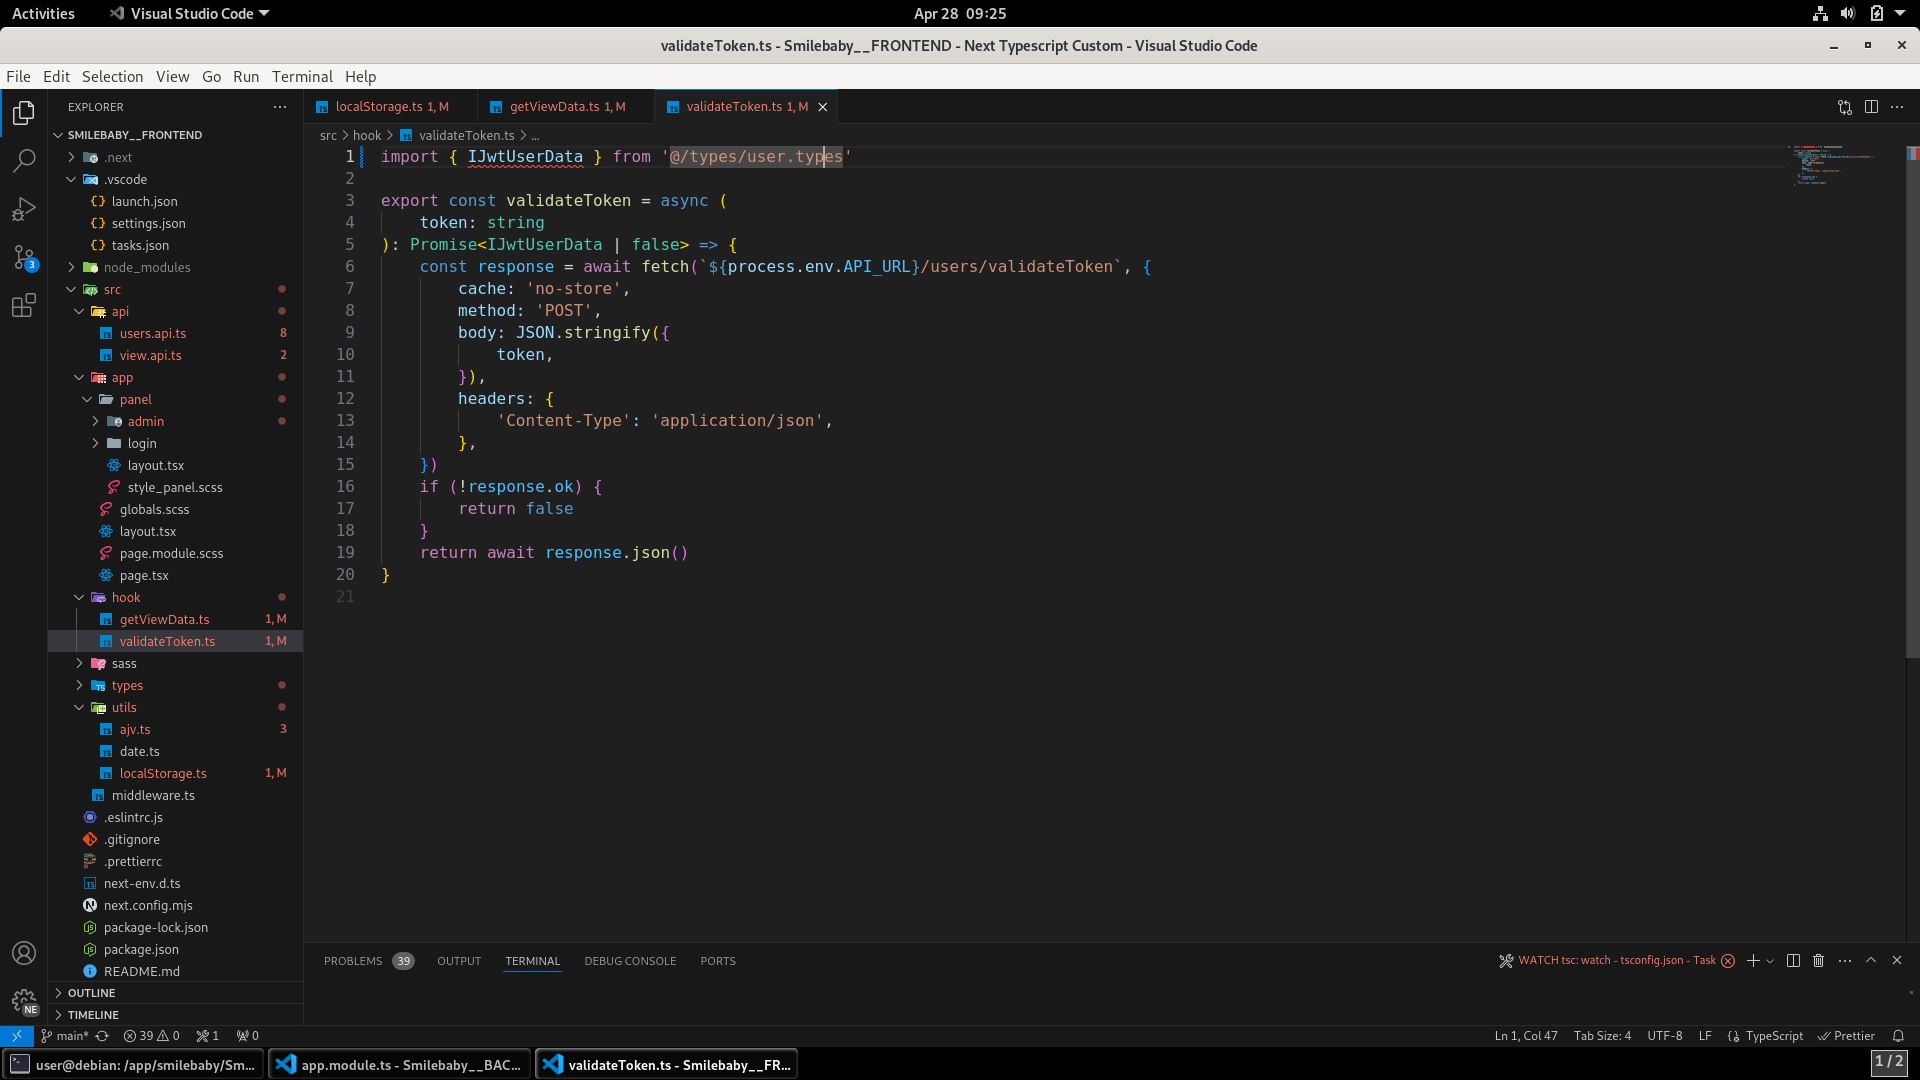 Activities
Visual Studio Code
Apr 28 09:25
validateToken.ts - Smilebaby__FRONTEND - Next Typescript Custom - Visual Studio Code
File Edit Selection View Go Run Terminal Help
EXPLORER
SMILEBABY__FRONTEND
.next
.vscode
launch.json
settings.json
tasks.json
node_modules
src
api
users.api.ts 8
view.api.ts 2
app
panel
admin
login
layout.tsx
style_panel.scss
globals.scss
layout.tsx
page.module.scss
page.tsx
hook
getViewData.ts 1, M
validateToken.ts 1, M
sass
types
utils
ajv.ts 3
date.ts
localStorage.ts 1, M
middleware.ts
.eslintrc.js
.gitignore
.prettierrc
next-env.d.ts
next.config.mjs
package-lock.json
package.json
README.md
OUTLINE
TIMELINE
3
NE
localStorage.ts 1, M
getViewData.ts 1, M
validateToken.ts 1, M
src > hook > validateToken.ts > ...
1 import { IJwtUserData } from '@/types/user.types'
2
3 export const validateToken = async (
4 token: string
5 ): Promise<IJwtUserData | false> => {
6 const response = await fetch(`${process.env.API_URL}/users/validateToken`, {
7 cache: 'no-store',
8 method: 'POST',
9 body: JSON.stringify({
10 token,
11 }),
12 headers: {
13 'Content-Type': 'application/json',
14 },
15 })
16 if (!response.ok) {
17 return false
18 }
19 return await response.json()
20 }
21
PROBLEMS 39 OUTPUT TERMINAL DEBUG CONSOLE PORTS
WATCH tsc: watch - tsconfig.json - Task
main* 39 0 1 0
Ln 1, Col 47 Tab Size: 4 UTF-8 LF TypeScript Prettier
user@debian: /app/smilebaby/Sm...
app.module.ts - Smilebaby__BAC...
validateToken.ts - Smilebaby__FR...
1 / 2